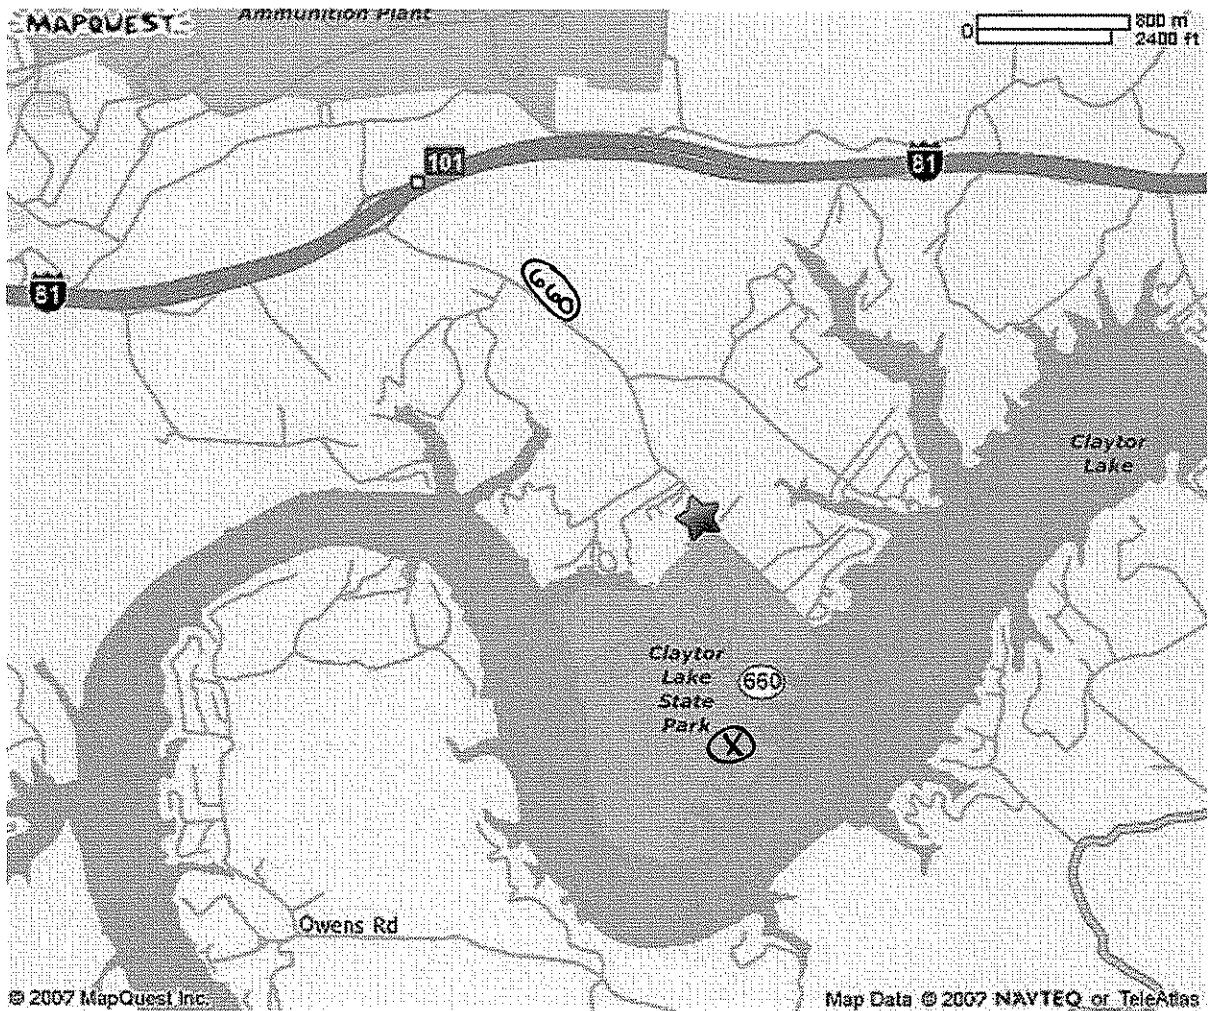 MAPQUEST
Ammunition Plant
800 m
0
2400 ft
101
81
81
660
Claytor
Lake
Claytor
Lake
State
Park
660
X
Owens Rd
© 2007 MapQuest Inc.
Map Data © 2007 NAVTEQ or TeleAtlas